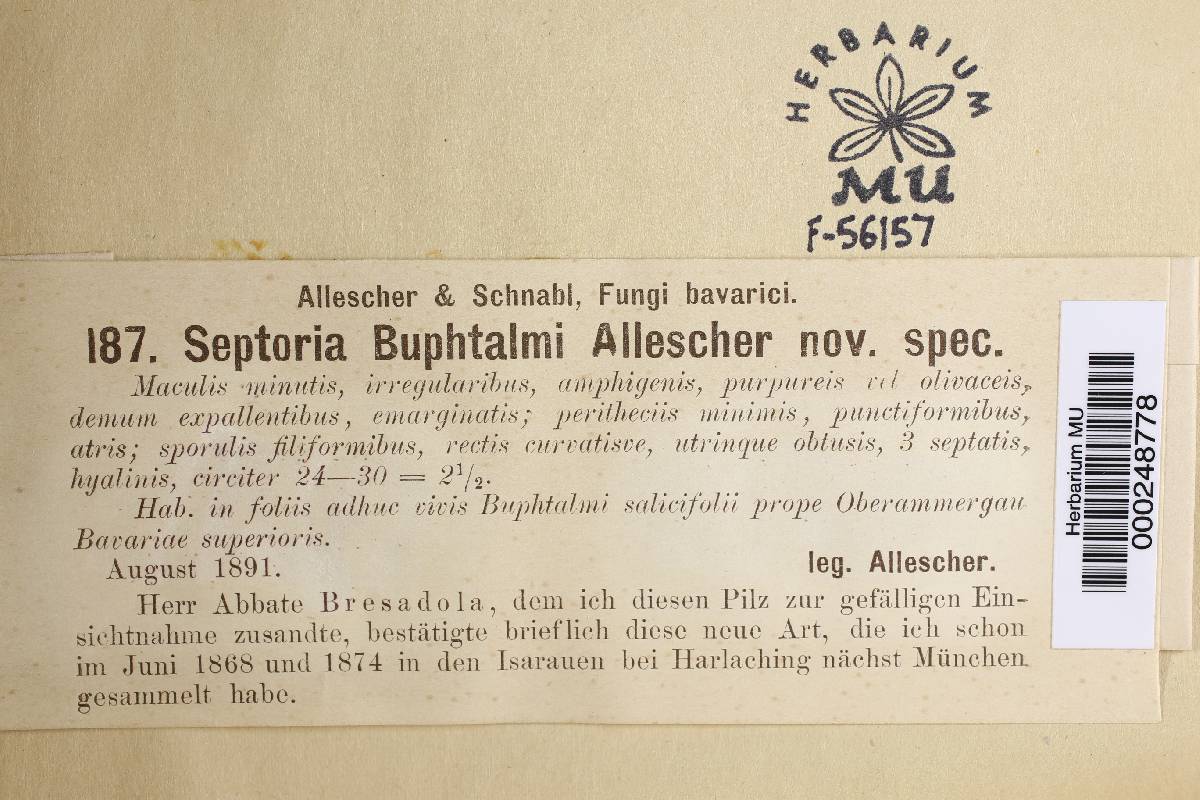 HERBARIUM
MU
F-56157
Allescher & Schnabl, Fungi bavarici.
187. Septoria Buphtalmi Allescher nov. spec.
Maculis minutis, irregularibus, amphigenis, purpureis vel olivaceis,
demum expallentibus, emarginatis; peritheciis minimis, punctiformibus,
atris; sporulis filiformibus, rectis curvatisve, utrinque obtusis, 3 septatis,
hyalinis, circiter 24—30 = 2½.
Hab. in foliis adhuc vivis Buphtalmi salicifolii prope Oberammergau
Bavariae superioris.
August 1891. leg. Allescher.
Herr Abbate Bresadola, dem ich diesen Pilz zur gefälligen Ein-
sichtnahme zusandte, bestätigte brieflich diese neue Art, die ich schon
im Juni 1868 und 1874 in den Isarauen bei Harlaching nächst München
gesammelt habe.
Herbarium MU
000248778